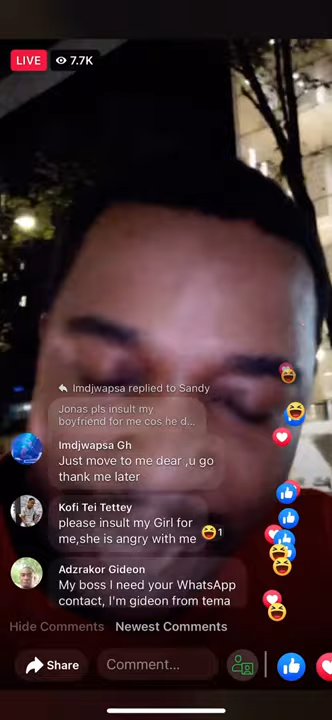 LIVE 7.7K
Imdjwapsa replied to Sandy
Jonas pls insult my
boyfriend for me cos he d...
Imdjwapsa Gh
Just move to me dear ,u go
thank me later
Kofi Tei Tettey
please insult my Girl for
me,she is angry with me 1
Adzrakor Gideon
My boss I need your WhatsApp
contact, I'm gideon from tema
Hide Comments Newest Comments
Share Comment...